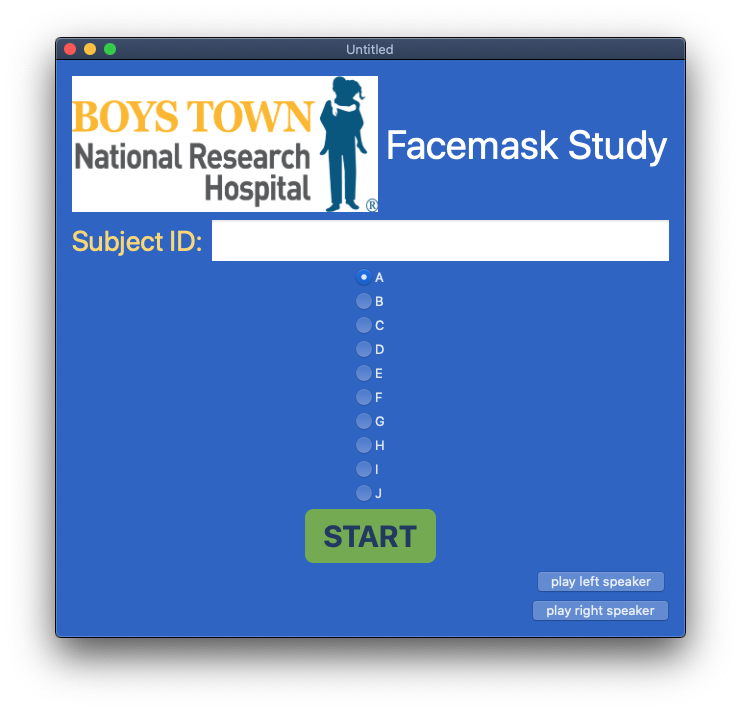 Untitled
BOYS TOWN
National Research
Hospital
®
Facemask Study
Subject ID:
A
B
C
D
E
F
G
H
I
J
START
play left speaker
play right speaker